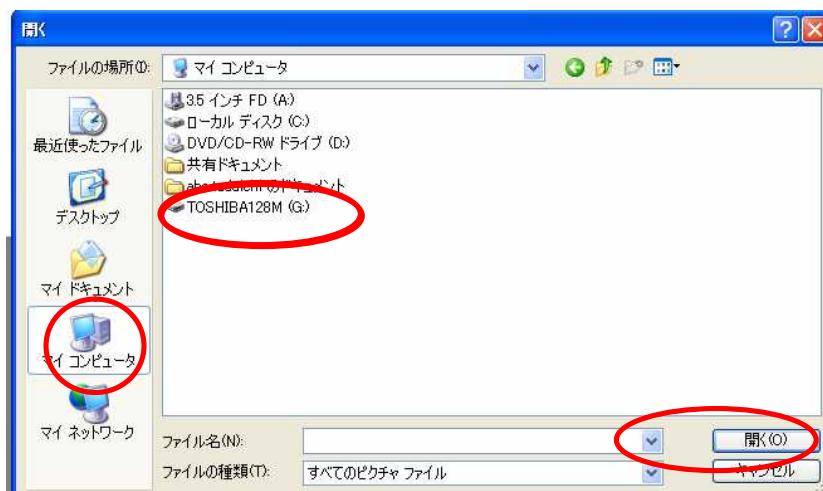 開く
ファイルの場所(I):
マイ コンピュータ
3.5 インチ FD (A:)
ローカル ディスク (C:)
DVD/CD-RW ドライブ (D:)
共有ドキュメント
のドキュメント
TOSHIBA128M (G:)
最近使ったファイル
デスクトップ
マイ ドキュメント
マイ コンピュータ
マイ ネットワーク
ファイル名(N):
開く(O)
ファイルの種類(T):
すべてのピクチャ ファイル
キャンセル